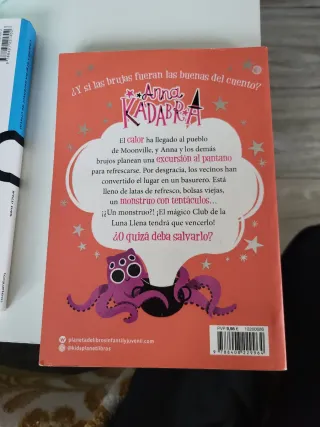 ¿Y si las brujas fueran las buenas del cuento?
Anna
KADABRA
El calor ha llegado al pueblo
de Moonville, y Anna y los demás
brujos planean una excursión al pantano
para refrescarse. Por desgracia, los vecinos han
convertido el lugar en un basurero. Está
lleno de latas de refresco, bolsas viejas,
un monstruo con tentáculos...
¡¿Un monstruo?! ¡El mágico Club de la
Luna Llena tendrá que vencerlo!
¿O quizá deba salvarlo?
planetadelibrosinfantilyjuvenil.com
@kidsplanetlibros
PVP